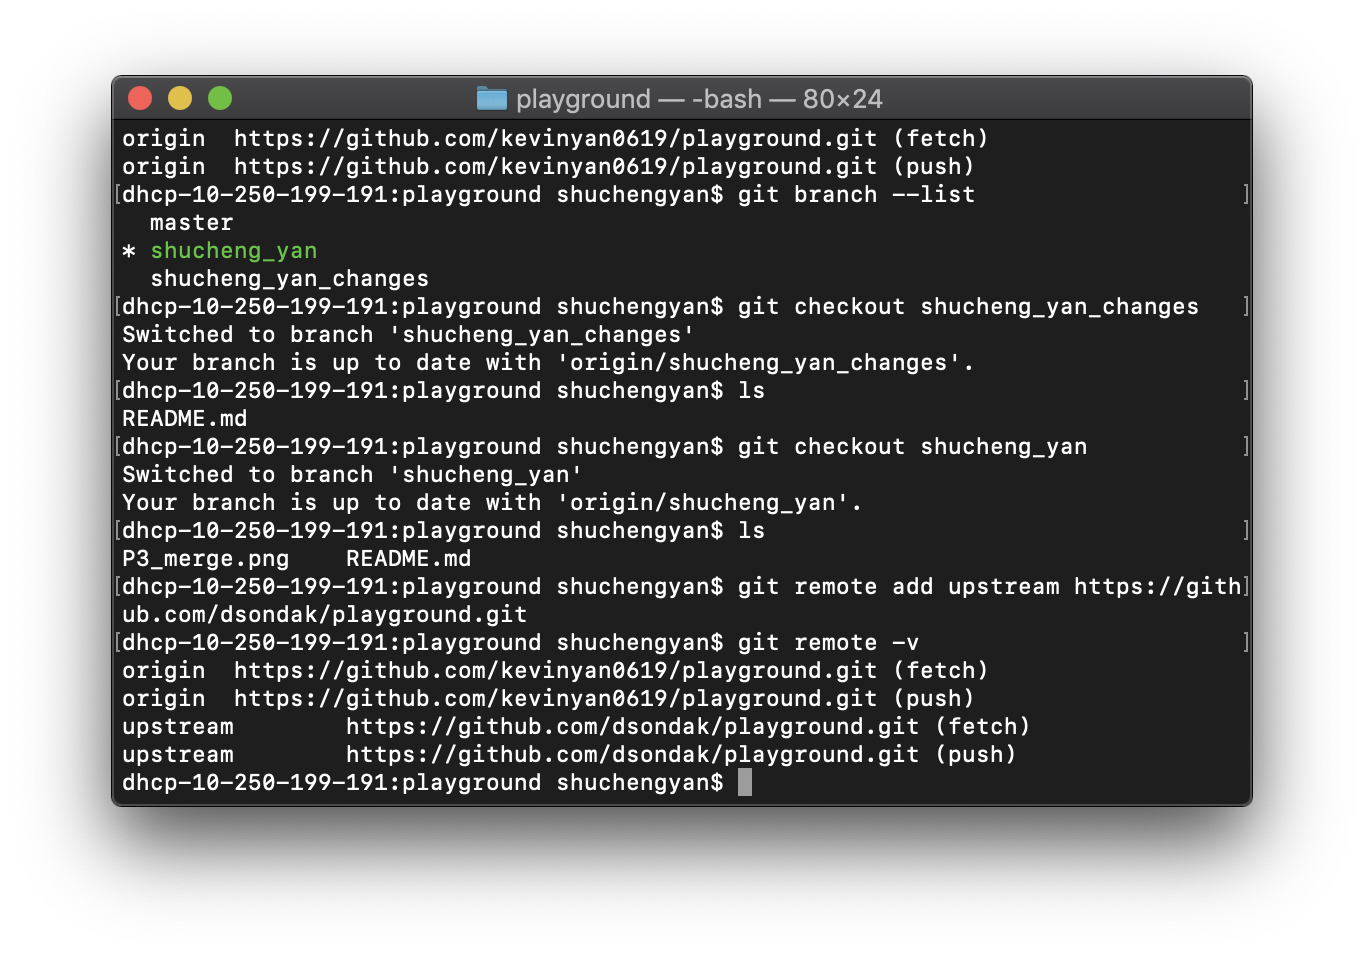 playground — -bash — 80×24
origin  https://github.com/kevinyan0619/playground.git (fetch)
origin  https://github.com/kevinyan0619/playground.git (push)
[dhcp-10-250-199-191:playground shuchengyan$ git branch --list ]
  master
* shucheng_yan
  shucheng_yan_changes
[dhcp-10-250-199-191:playground shuchengyan$ git checkout shucheng_yan_changes ]
Switched to branch 'shucheng_yan_changes'
Your branch is up to date with 'origin/shucheng_yan_changes'.
[dhcp-10-250-199-191:playground shuchengyan$ ls ]
README.md
[dhcp-10-250-199-191:playground shuchengyan$ git checkout shucheng_yan ]
Switched to branch 'shucheng_yan'
Your branch is up to date with 'origin/shucheng_yan'.
[dhcp-10-250-199-191:playground shuchengyan$ ls ]
P3_merge.png    README.md
[dhcp-10-250-199-191:playground shuchengyan$ git remote add upstream https://gith]
ub.com/dsondak/playground.git
[dhcp-10-250-199-191:playground shuchengyan$ git remote -v ]
origin  https://github.com/kevinyan0619/playground.git (fetch)
origin  https://github.com/kevinyan0619/playground.git (push)
upstream        https://github.com/dsondak/playground.git (fetch)
upstream        https://github.com/dsondak/playground.git (push)
dhcp-10-250-199-191:playground shuchengyan$